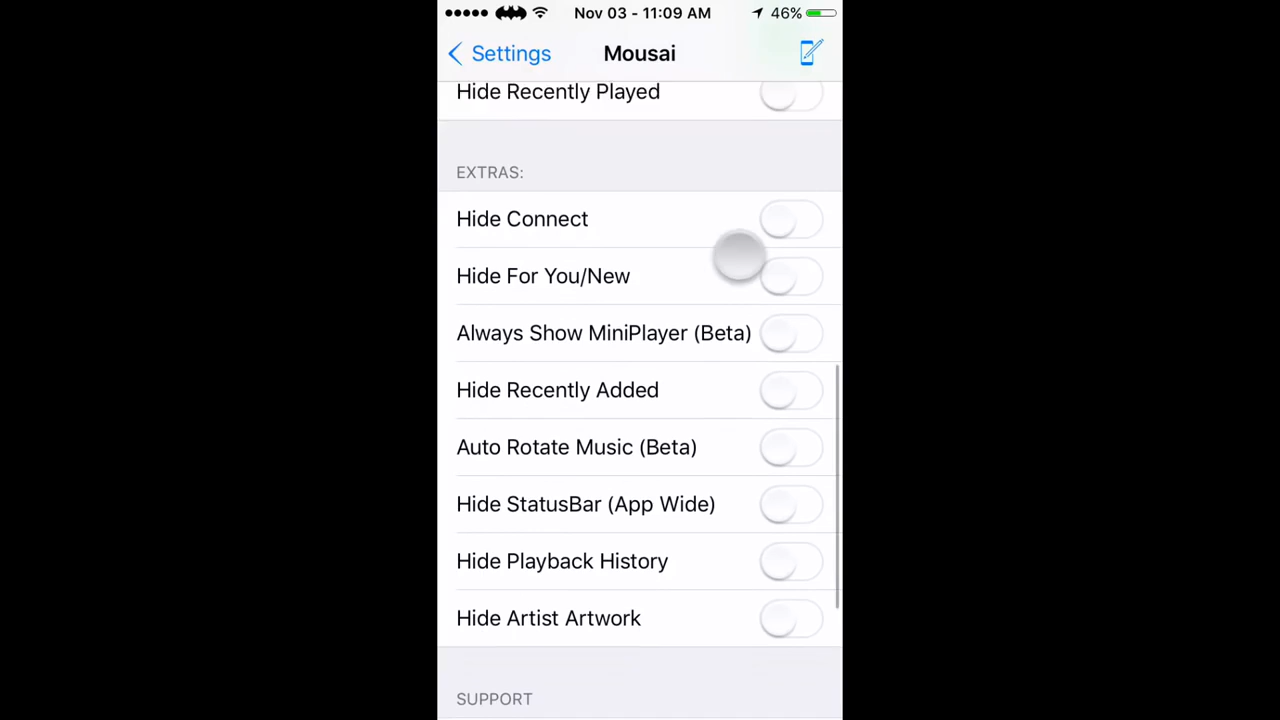 Nov 03 - 11:09 AM
46%
Settings
Mousai
Hide Recently Played
EXTRAS:
Hide Connect
Hide For You/New
Always Show MiniPlayer (Beta)
Hide Recently Added
Auto Rotate Music (Beta)
Hide StatusBar (App Wide)
Hide Playback History
Hide Artist Artwork
SUPPORT